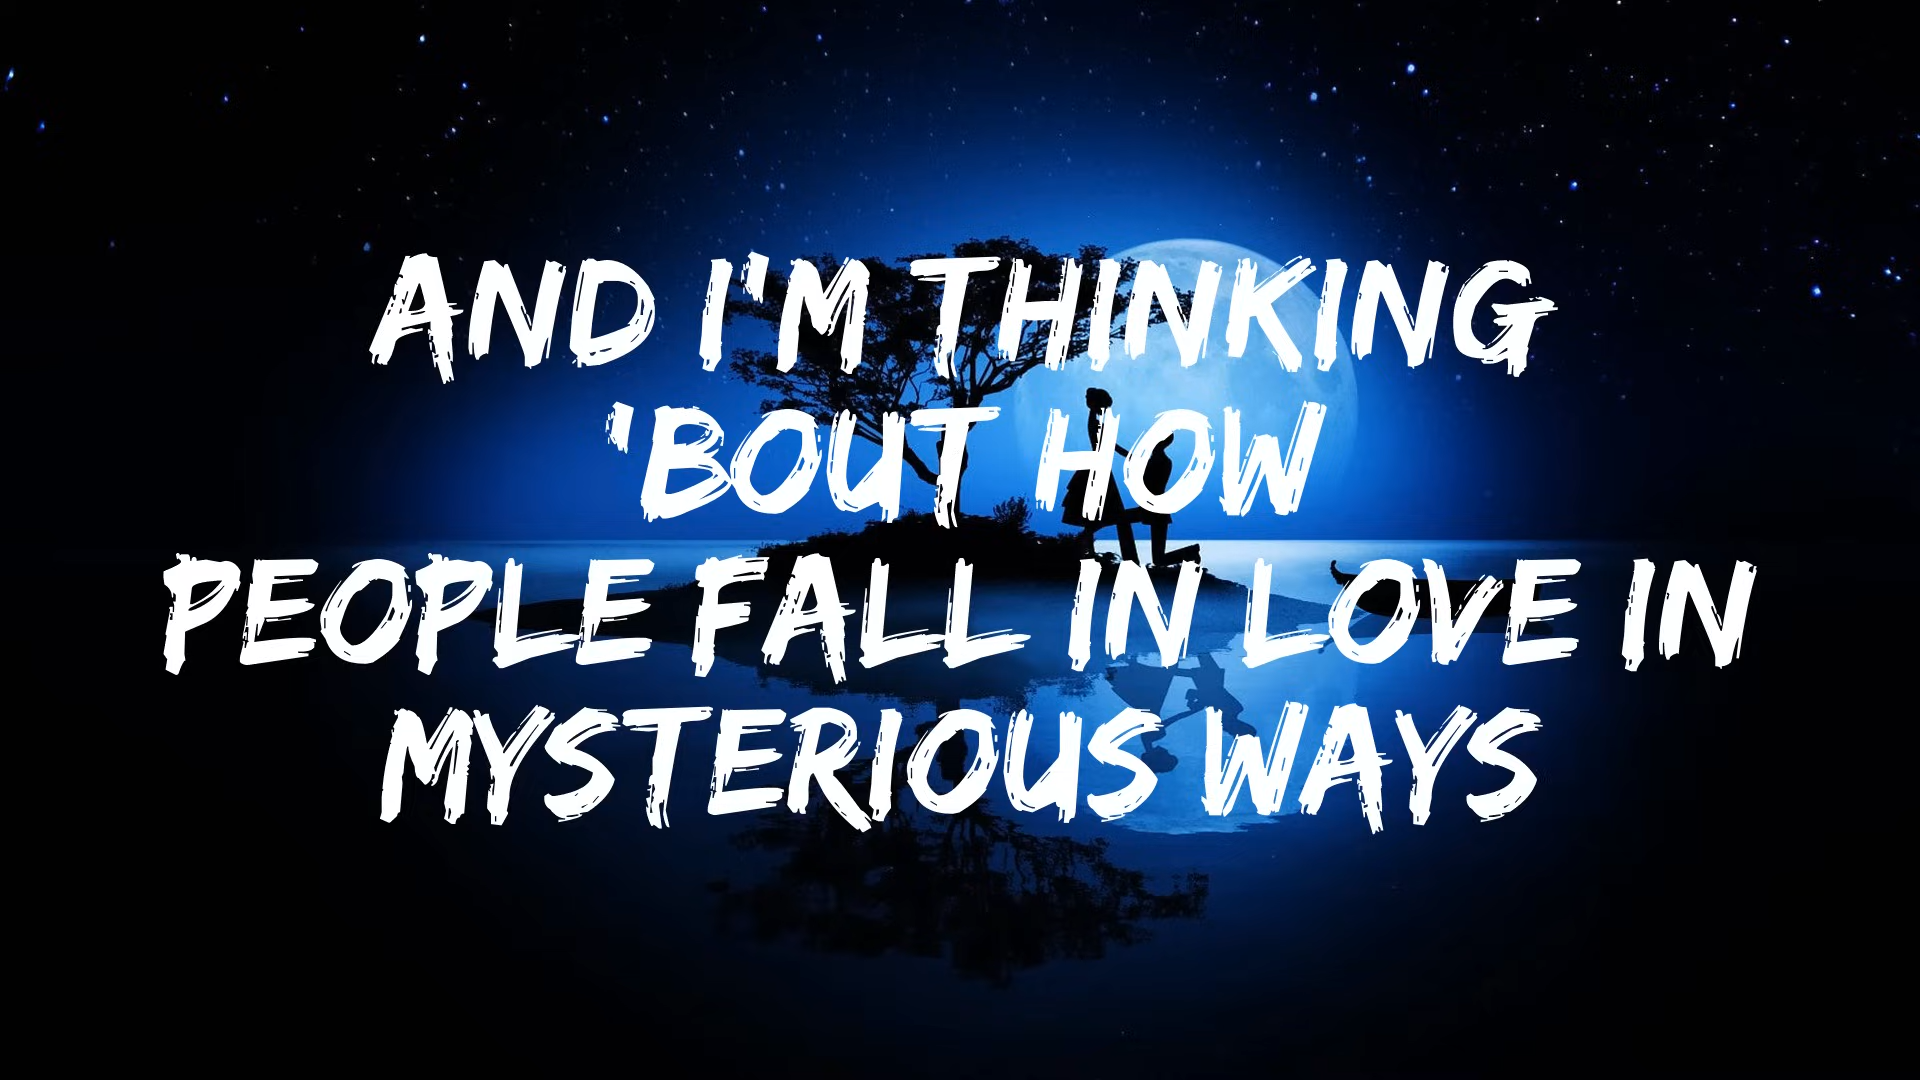 AND I'M THINKING
'BOUT HOW
PEOPLE FALL IN LOVE IN
MYSTERIOUS WAYS